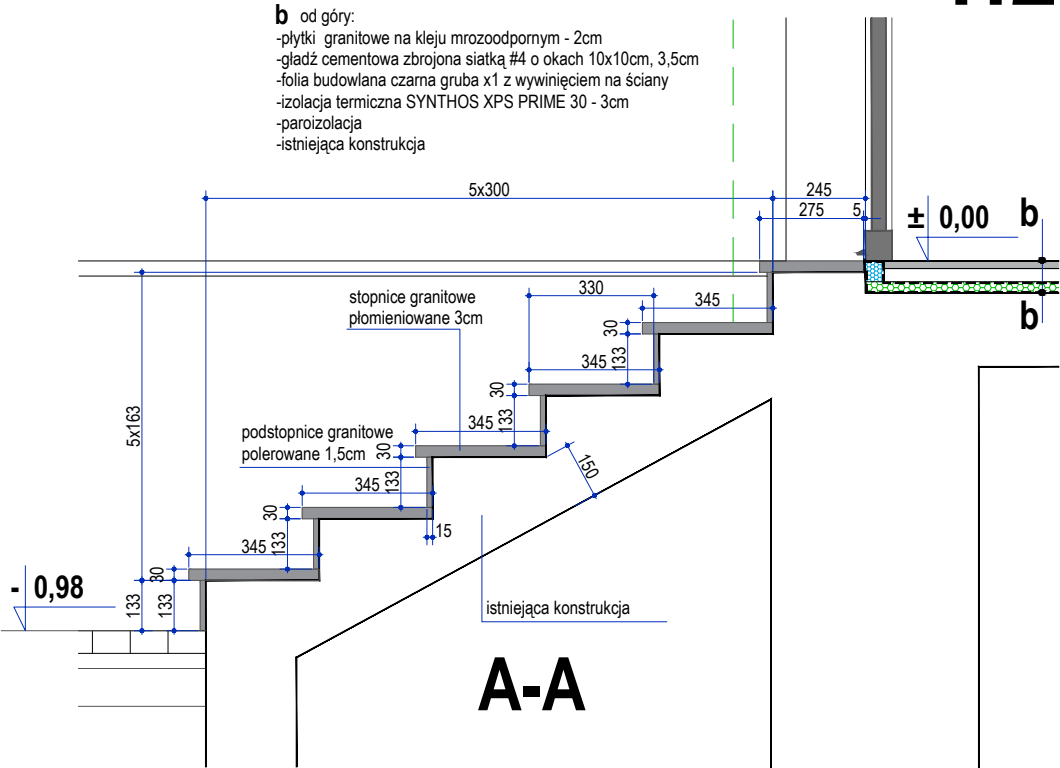 b od góry:
-płytki granitowe na kleju mrozoodpornym - 2cm
-gładź cementowa zbrojona siatką #4 o okach 10x10cm, 3,5cm
-folia budowlana czarna gruba x1 z wywinięciem na ściany
-izolacja termiczna SYNTHOS XPS PRIME 30 - 3cm
-paroizolacja
-istniejąca konstrukcja
5x300
245
275
5
± 0,00
b
b
330
345
stopnice granitowe
płomieniowane 3cm
30
133
345
30
133
345
5x163
podstopnice granitowe
polerowane 1,5cm
30
133
150
345
30
133
15
345
30
133
133
- 0,98
istniejąca konstrukcja
A-A